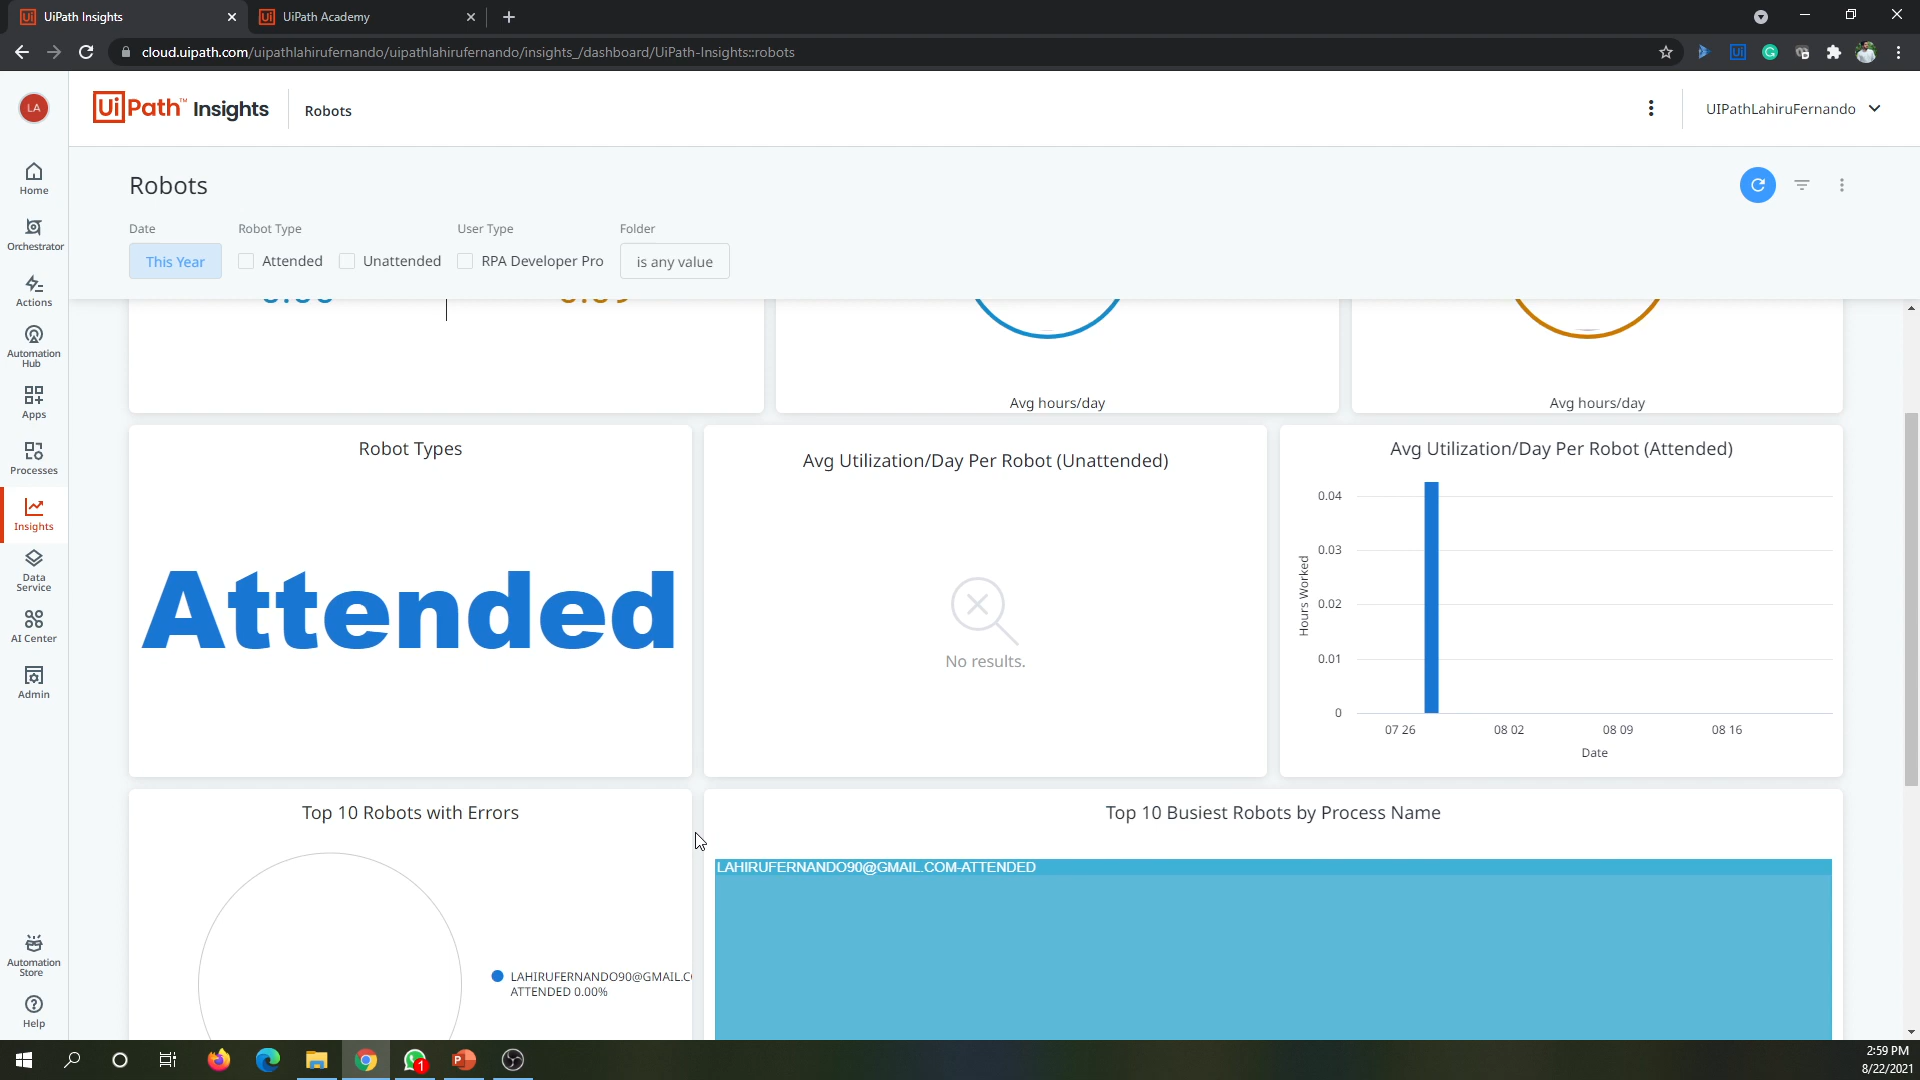 UiPath Insights
UiPath Academy
cloud.uipath.com/uipathlahirufernando/uipathlahirufernando/insights_/dashboard/UiPath-Insights::robots
LA
UiPath™ Insights
Robots
UIPathLahiruFernando
Home
Orchestrator
Actions
Automation
Hub
Apps
Processes
Insights
Data
Service
AI Center
Admin
Automation
Store
Help
Robots
Date
Robot Type
User Type
Folder
This Year
Attended
Unattended
RPA Developer Pro
is any value
Avg hours/day
Avg hours/day
Robot Types
Attended
Avg Utilization/Day Per Robot (Unattended)
No results.
Avg Utilization/Day Per Robot (Attended)
0.04
0.03
0.02
0.01
0
Hours Worked
07 26
08 02
08 09
08 16
Date
Top 10 Robots with Errors
LAHIRUFERNANDO90@GMAIL.C
ATTENDED 0.00%
Top 10 Busiest Robots by Process Name
LAHIRUFERNANDO90@GMAIL.COM-ATTENDED
1
2:59 PM
8/22/2021